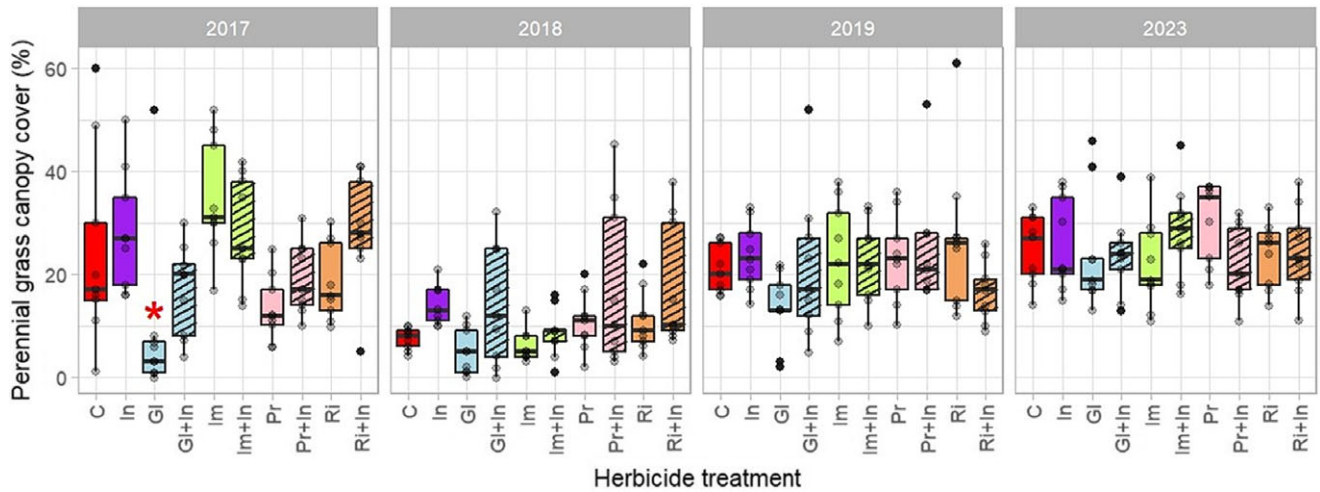 2017 2018 2019 2023
Perennial grass canopy cover (%)
60
40
20
0
*
C In Gl Gl+In Im Im+In Pr Pr+In Ri Ri+In C In Gl Gl+In Im Im+In Pr Pr+In Ri Ri+In C In Gl Gl+In Im Im+In Pr Pr+In Ri Ri+In C In Gl Gl+In Im Im+In Pr Pr+In Ri Ri+In
Herbicide treatment